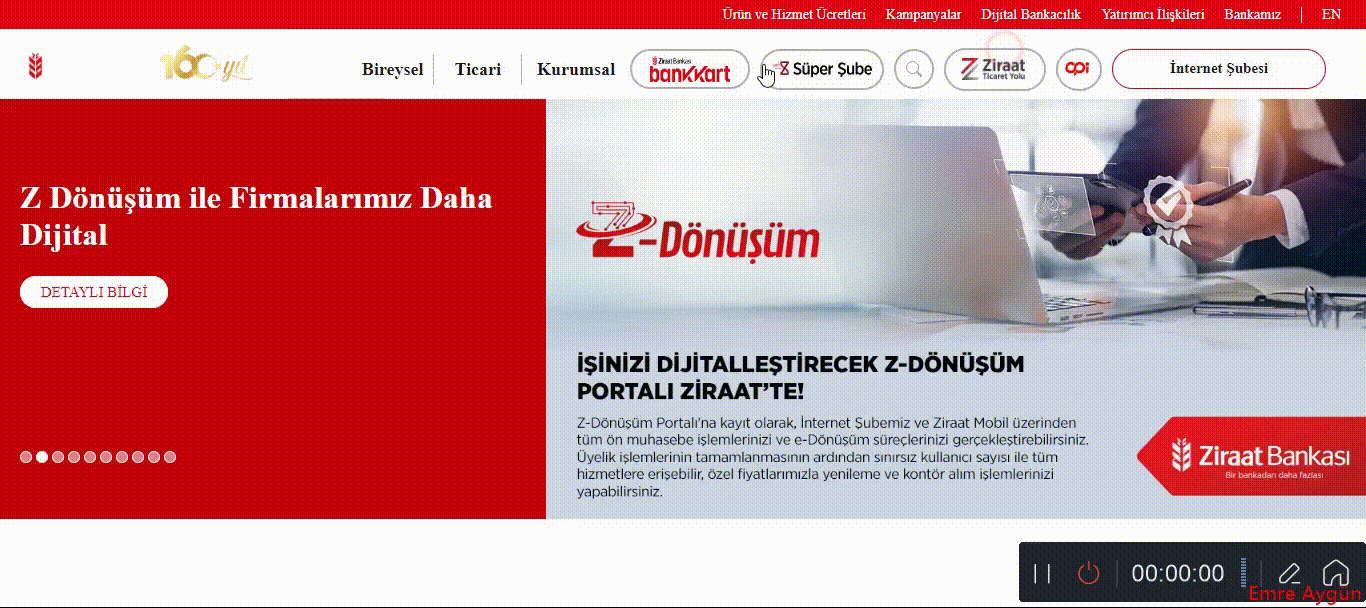 Ürün ve Hizmet Ücretleri Kampanyalar Dijital Bankacılık Yatırımcı İlişkileri Bankamız EN
160. yıl
Bireysel Ticari Kurumsal
Ziraat Bankası
bankkart
Süper Şube
Ziraat
Ticaret Yolu
opi
İnternet Şubesi
Z Dönüşüm ile Firmalarımız Daha
Dijital
DETAYLI BİLGİ
Z-Dönüşüm
İŞİNİZİ DİJİTALLEŞTİRECEK Z-DÖNÜŞÜM
PORTALI ZİRAAT'TE!
Z-Dönüşüm Portalı'na kayıt olarak, İnternet Şubemiz ve Ziraat Mobil üzerinden
tüm ön muhasebe işlemlerinizi ve e-Dönüşüm süreçlerinizi gerçekleştirebilirsiniz.
Üyelik işlemlerinin tamamlanmasının ardından sınırsız kullanıcı sayısı ile tüm
hizmetlere erişebilir, özel fiyatlarımızla yenileme ve kontör alım işlemlerinizi
yapabilirsiniz.
Ziraat Bankası
Bir bankadan daha fazlası
00:00:00
Emre Aygün